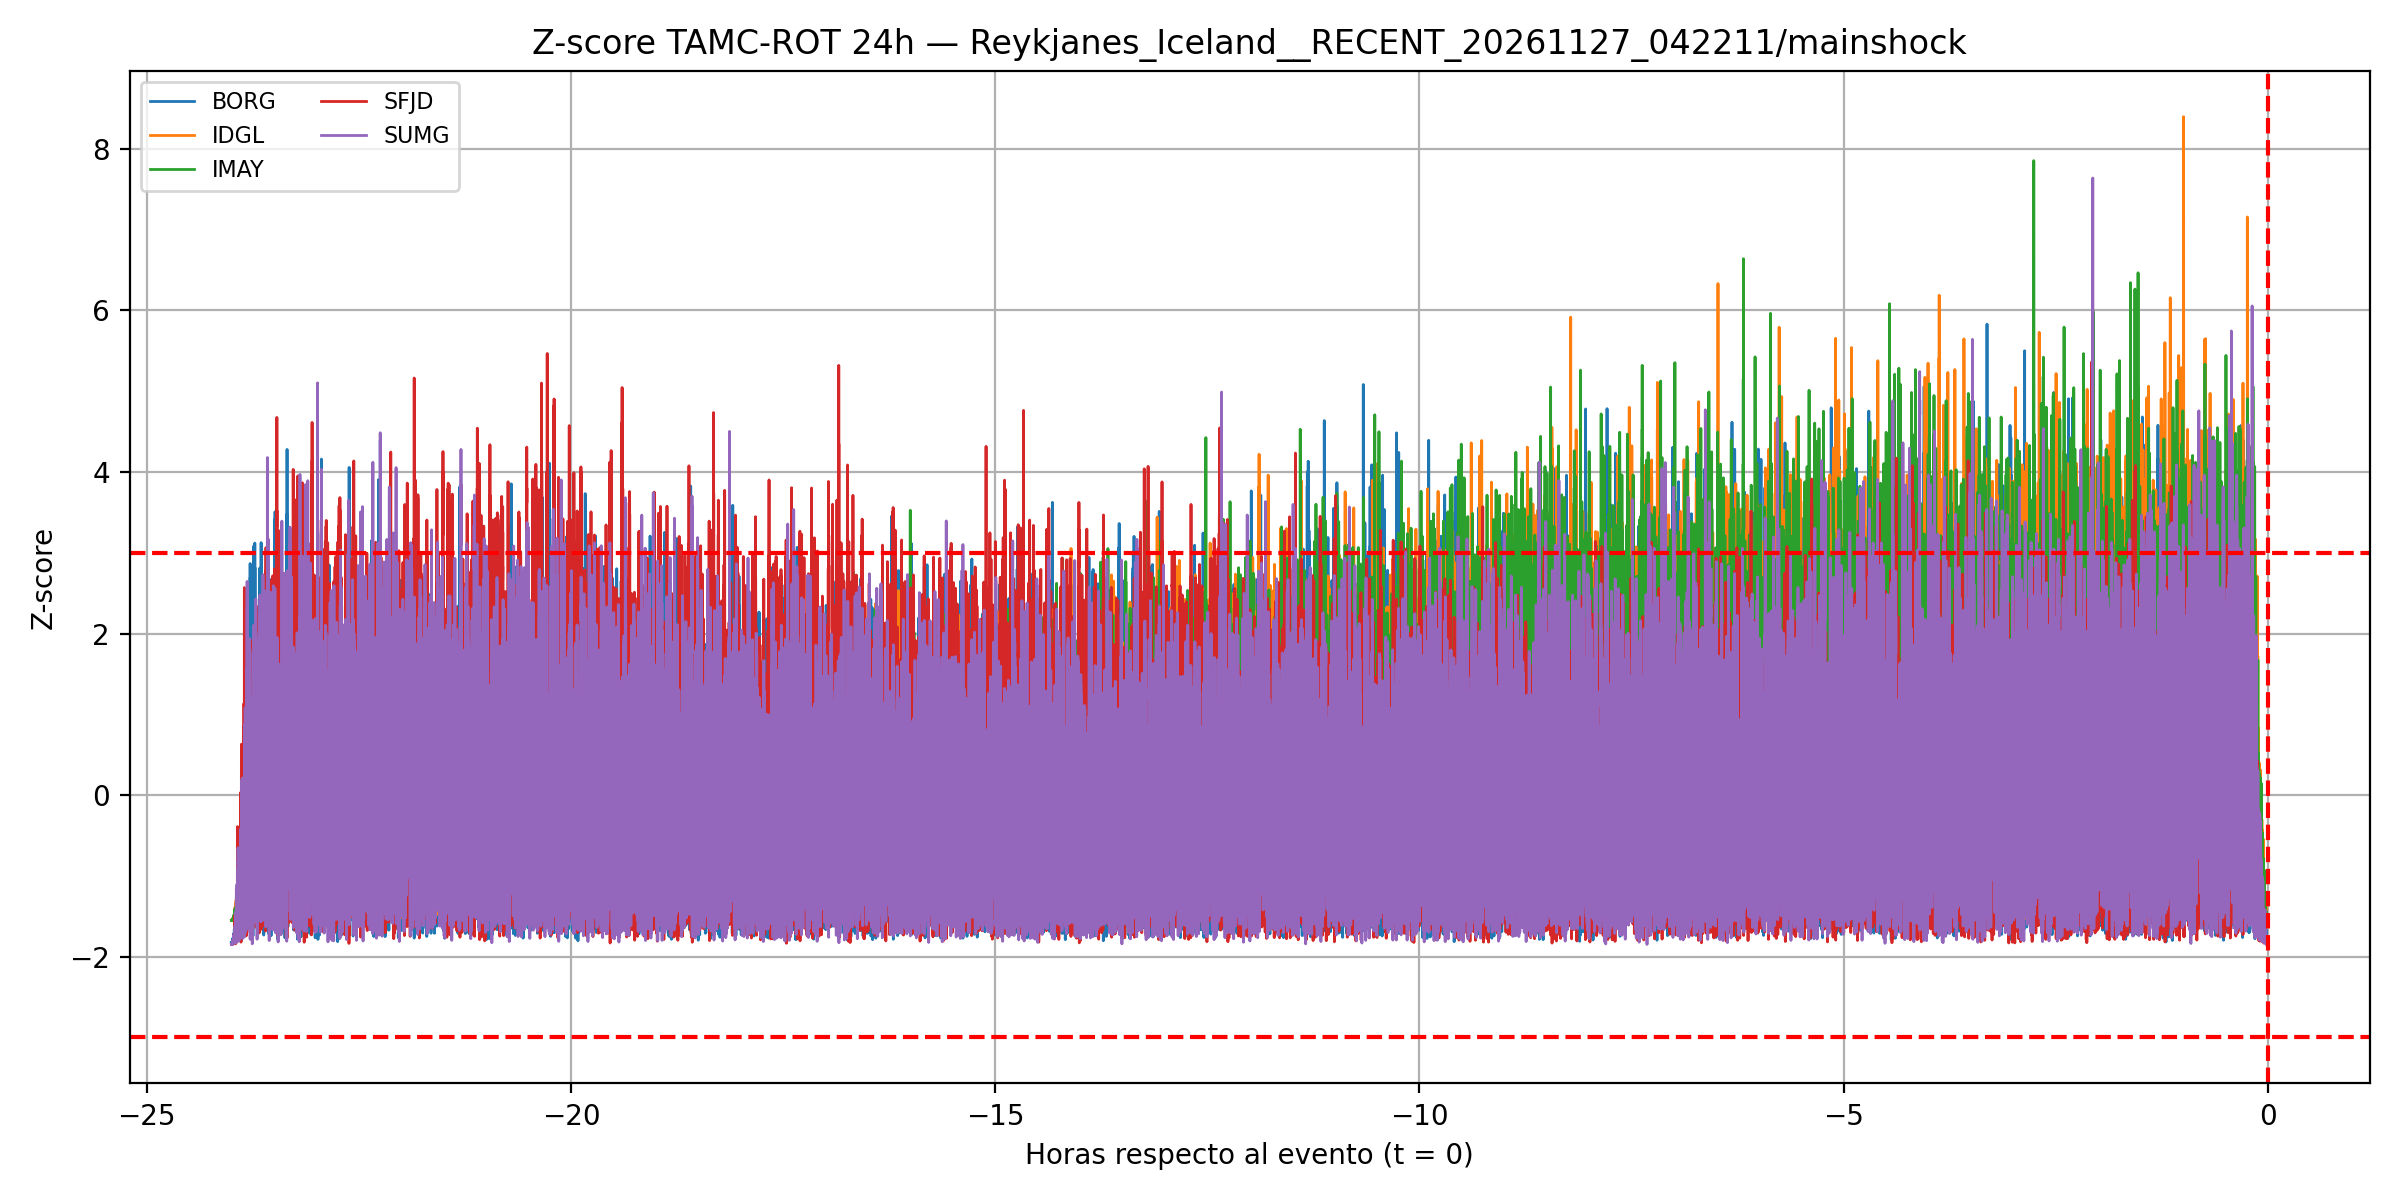 Z-score TAMC-ROT 24h — Reykjanes_Iceland__RECENT_20261127_042211/mainshock
BORG
IDGL
IMAY
SFJD
SUMG
Z-score
8
6
4
2
0
−2
−25
−20
−15
−10
−5
0
Horas respecto al evento (t = 0)